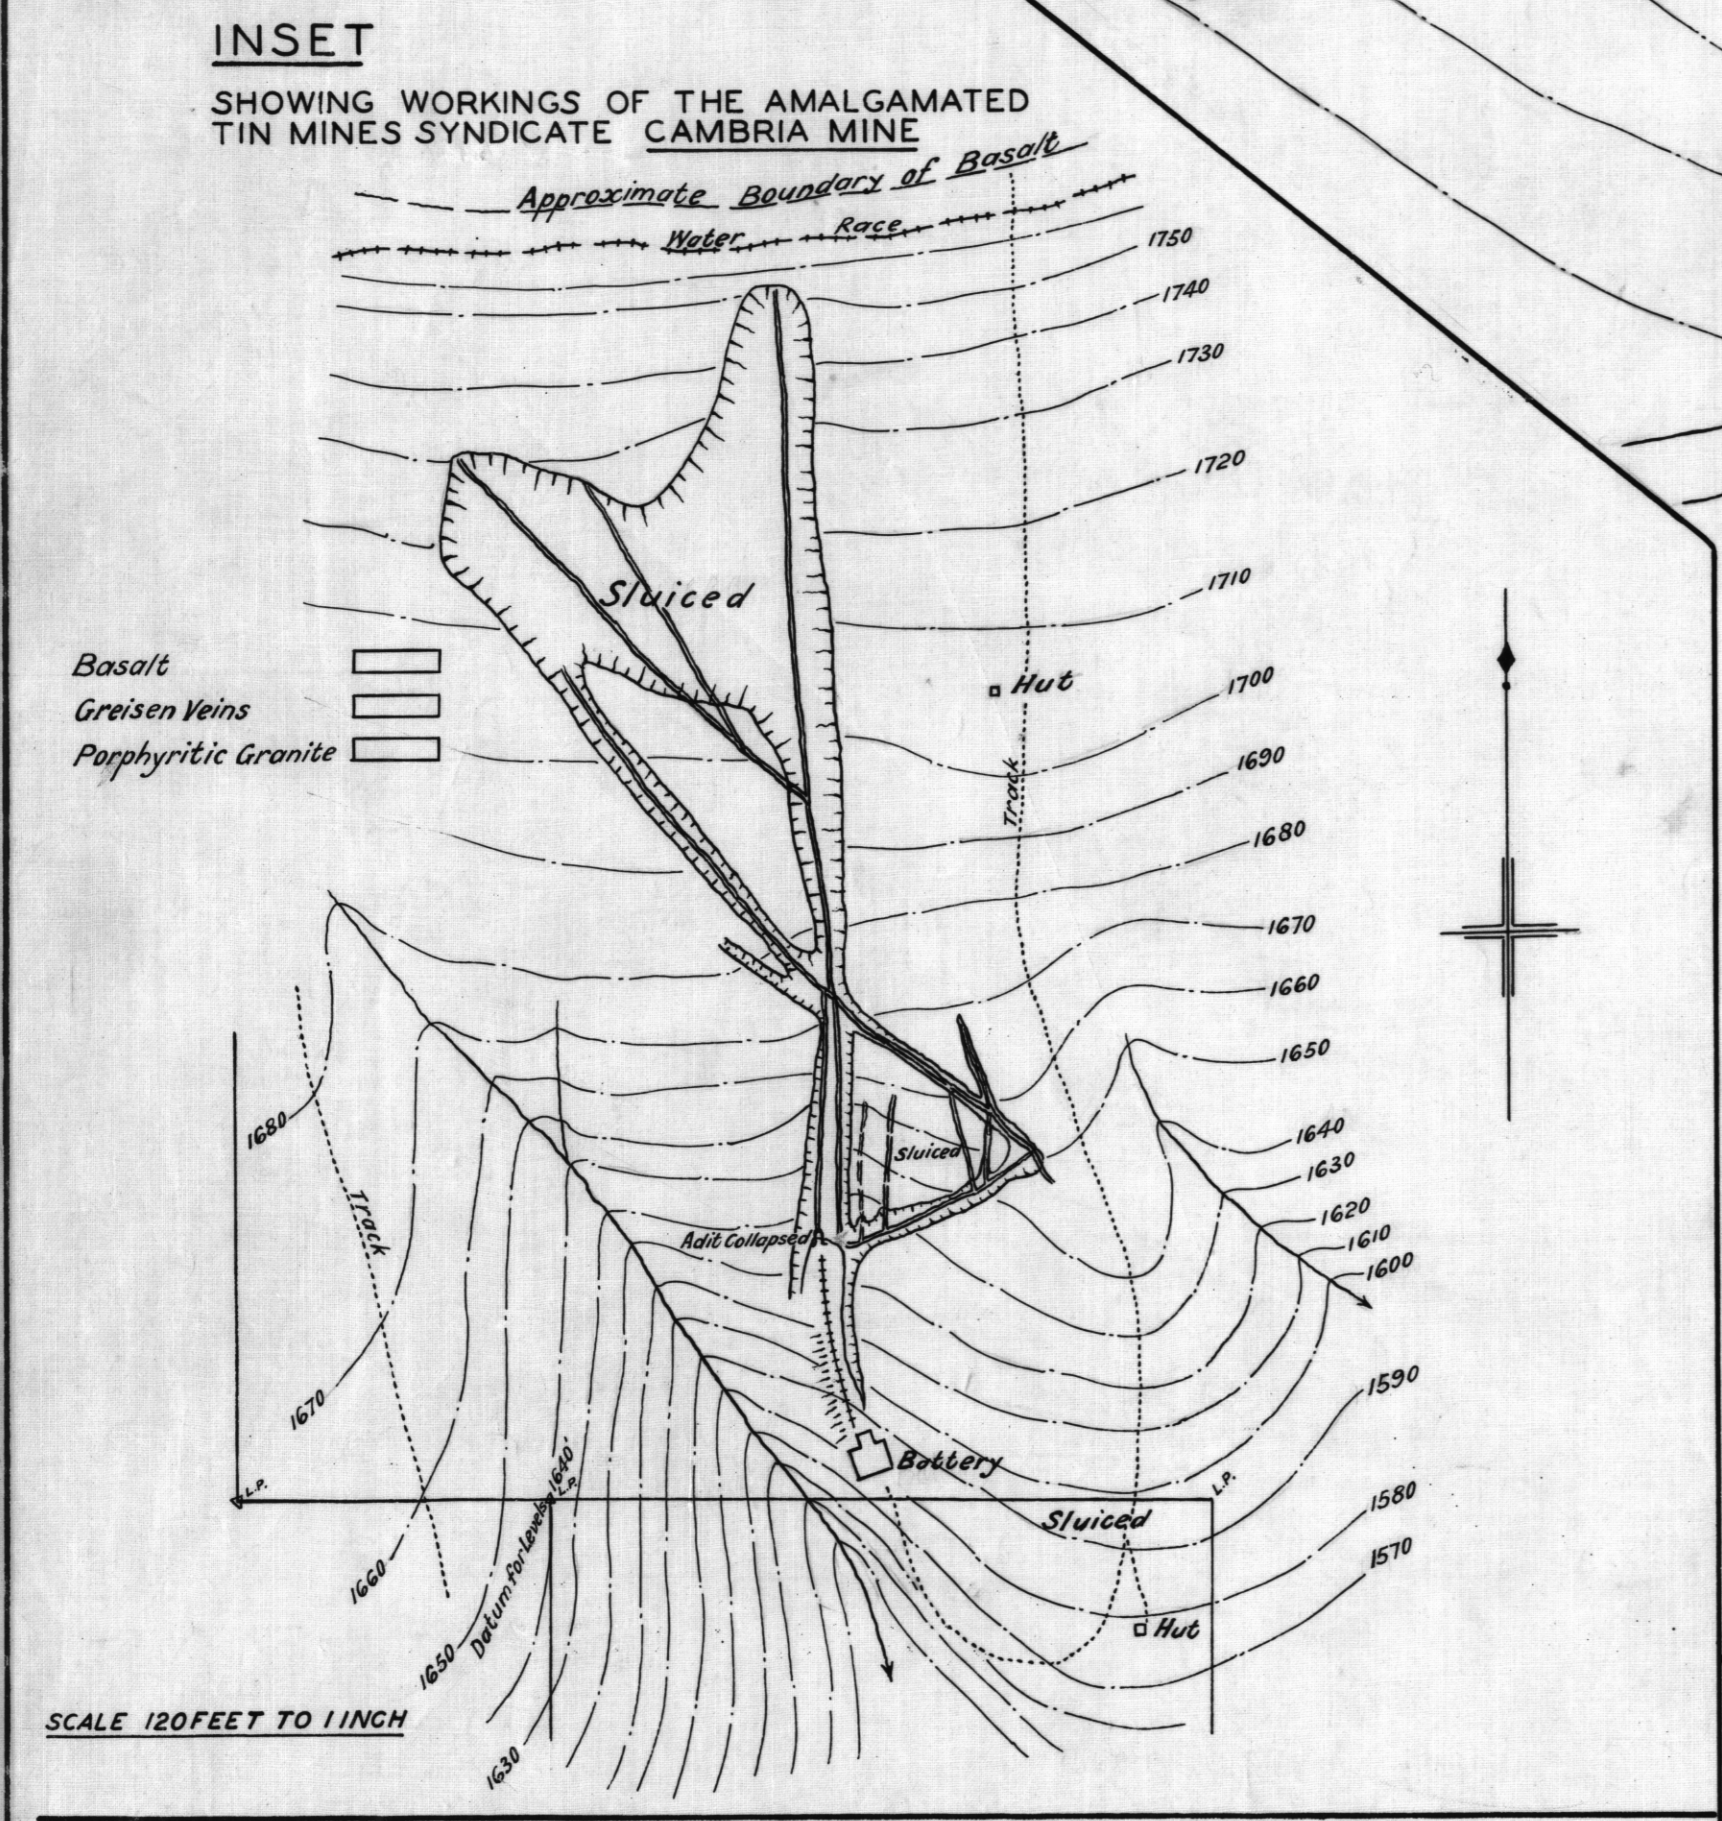 INSET
SHOWING WORKINGS OF THE AMALGAMATED
TIN MINES SYNDICATE CAMBRIA MINE
Approximate Boundary of Basalt
Water Race
1750
1740
1730
1720
1710
Sluiced
Basalt
Greisen Veins
Porphyritic Granite
Hut
1700
1690
Track
1680
1670
1660
1650
1680
1640
Sluiced
1630
Track
1620
Adit Collapsed
1610
1600
1670
1590
Battery
L.P.
L.P.
L.P.
Datum for Levels 1640'
Sluiced
1580
1570
1660
Hut
1650
SCALE 120 FEET TO 1 INCH
1630